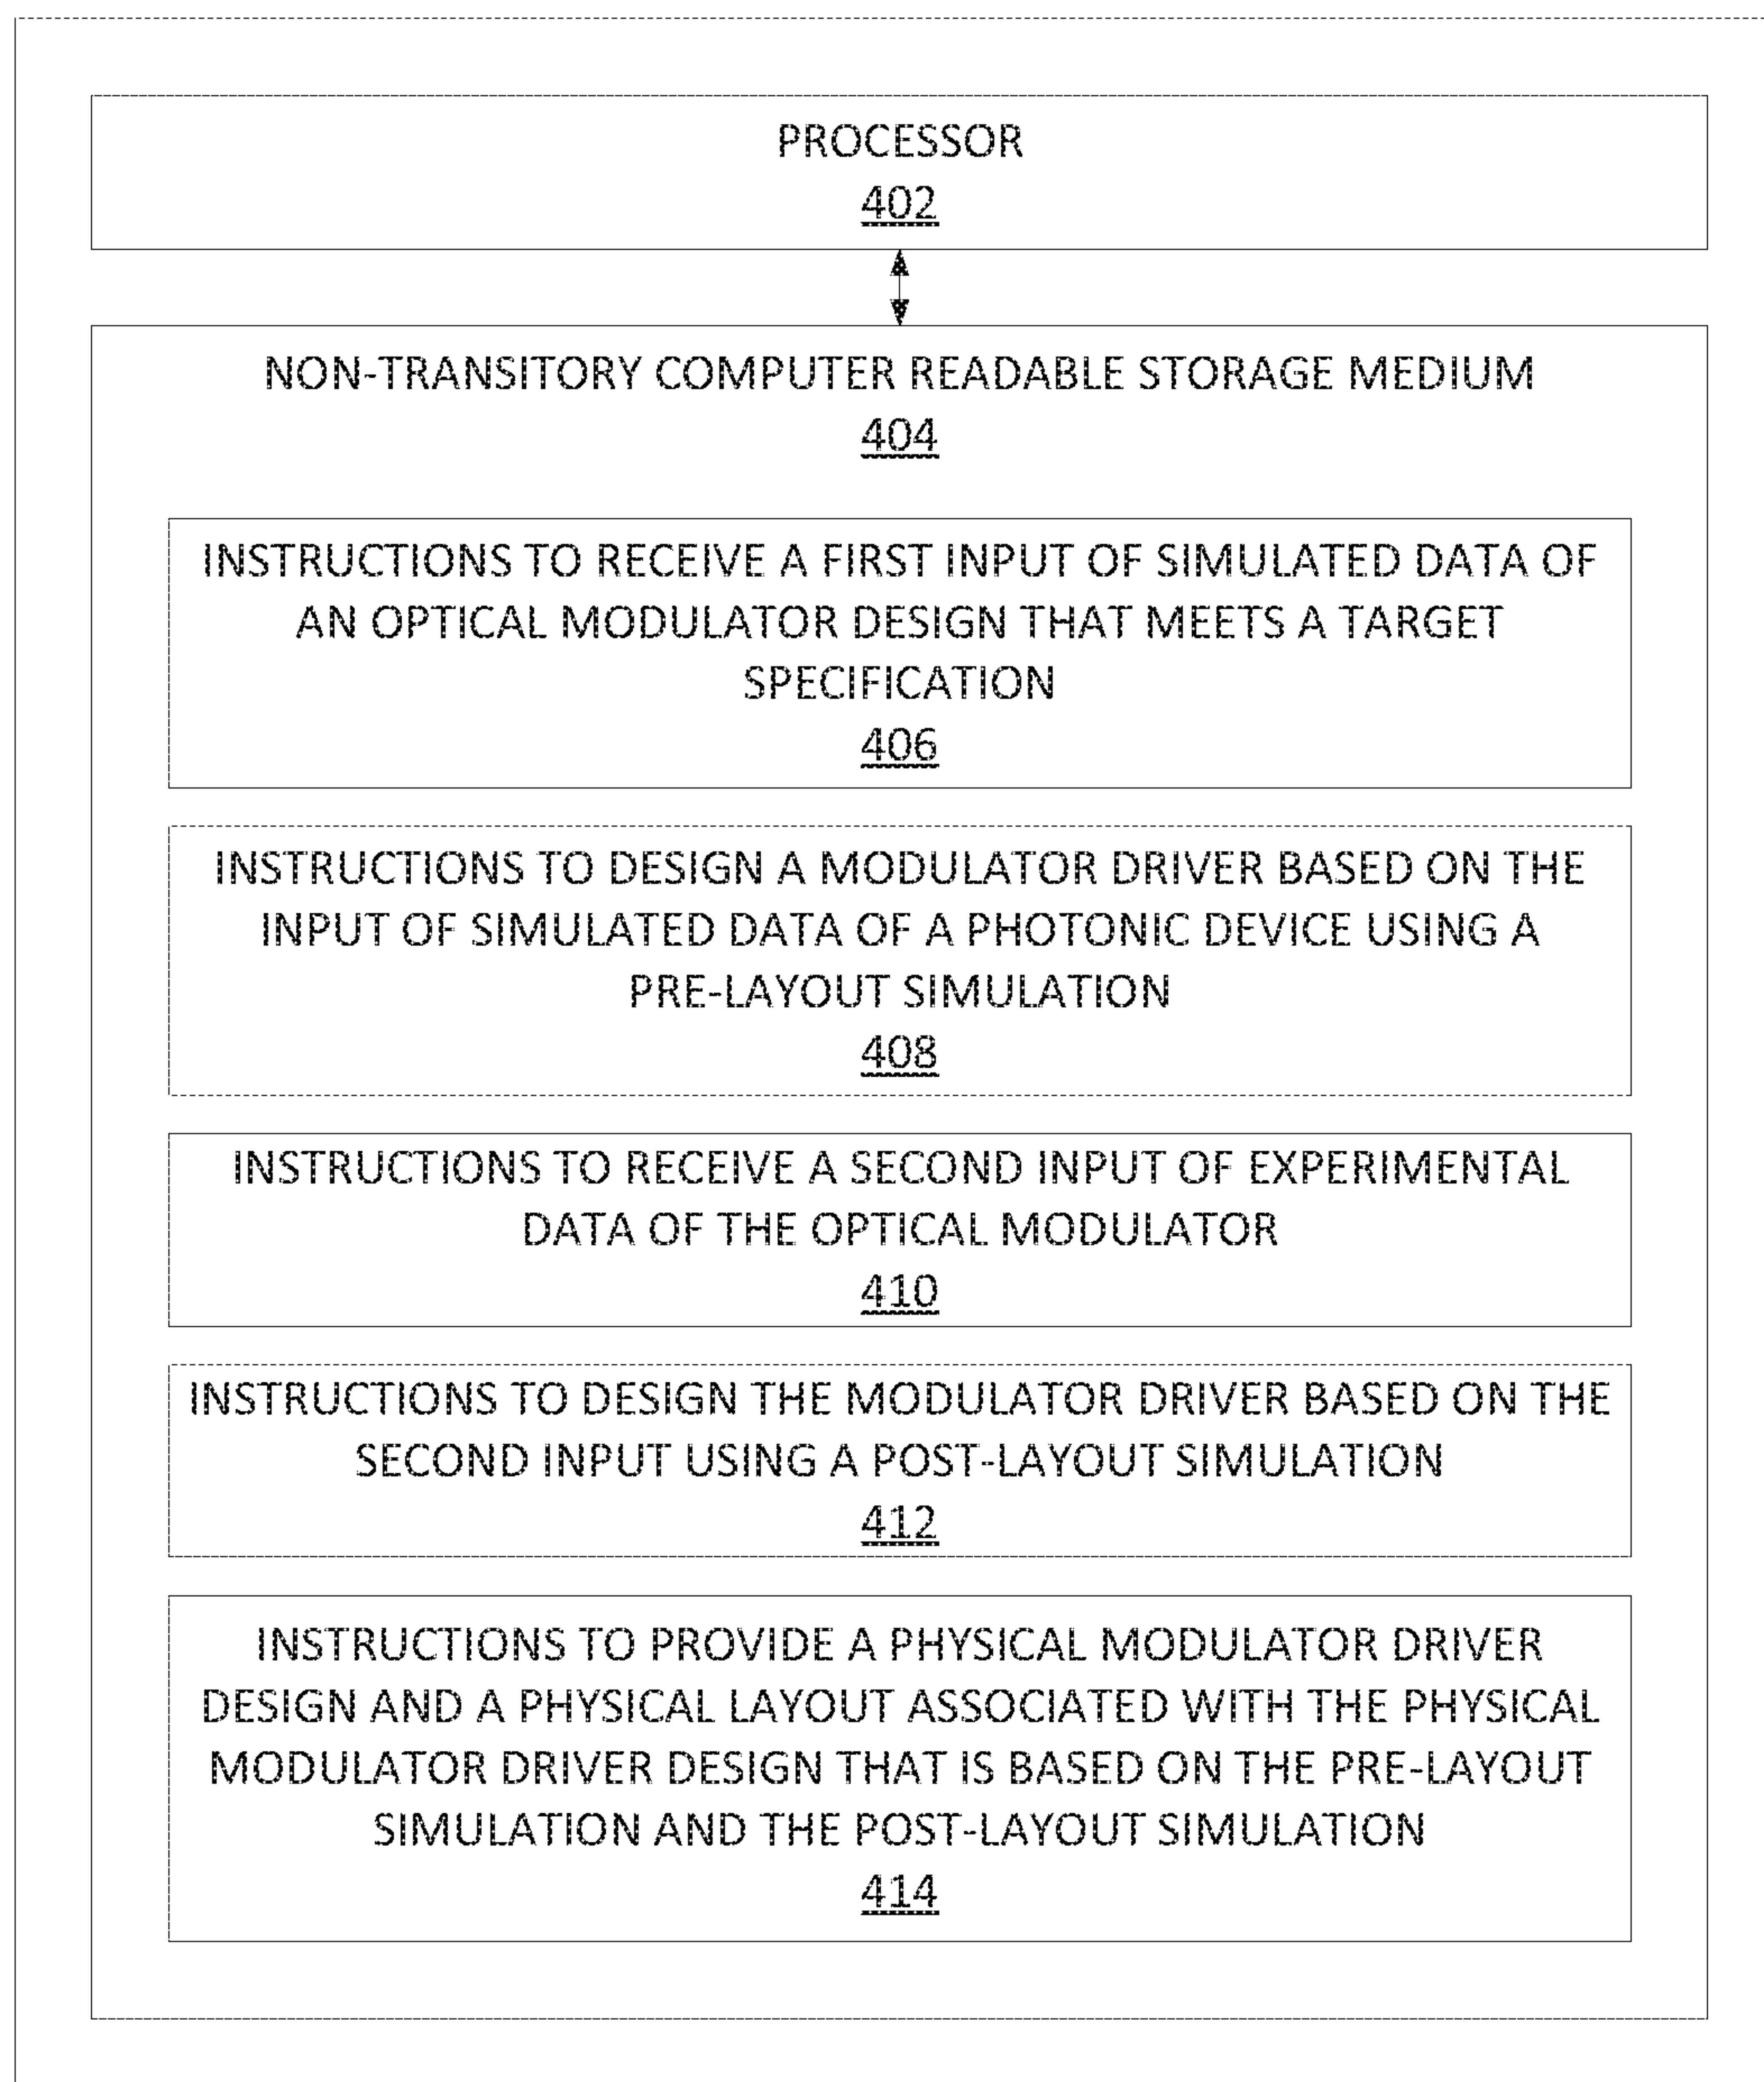 PROCESSOR
402
NON-TRANSITORY COMPUTER READABLE STORAGE MEDIUM
404
INSTRUCTIONS TO RECEIVE A FIRST INPUT OF SIMULATED DATA OF
AN OPTICAL MODULATOR DESIGN THAT MEETS A TARGET
SPECIFICATION
406
INSTRUCTIONS TO DESIGN A MODULATOR DRIVER BASED ON THE
INPUT OF SIMULATED DATA OF A PHOTONIC DEVICE USING A
PRE-LAYOUT SIMULATION
408
INSTRUCTIONS TO RECEIVE A SECOND INPUT OF EXPERIMENTAL
DATA OF THE OPTICAL MODULATOR
410
INSTRUCTIONS TO DESIGN THE MODULATOR DRIVER BASED ON THE
SECOND INPUT USING A POST-LAYOUT SIMULATION
412
INSTRUCTIONS TO PROVIDE A PHYSICAL MODULATOR DRIVER
DESIGN AND A PHYSICAL LAYOUT ASSOCIATED WITH THE PHYSICAL
MODULATOR DRIVER DESIGN THAT IS BASED ON THE PRE-LAYOUT
SIMULATION AND THE POST-LAYOUT SIMULATION
414